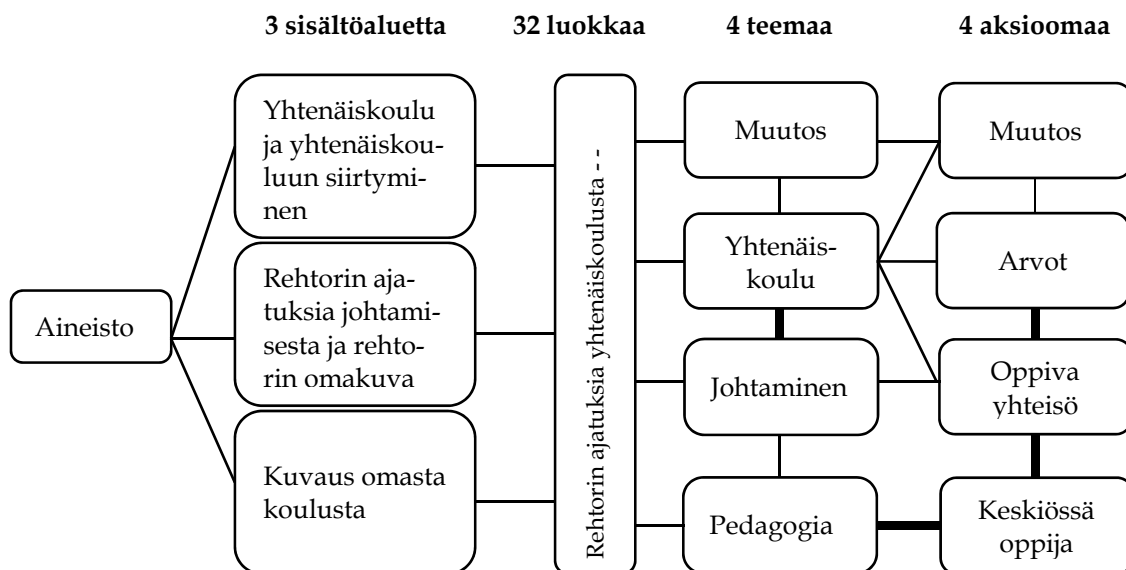 3 sisältöaluetta
32 luokkaa
4 teemaa
4 aksioomaa
Aineisto
Yhtenäiskoulu
ja yhtenäiskou-
luun siirtymi-
nen
Rehtorin aja-
tuksia johtami-
sesta ja rehto-
rin omakuva
Kuvaus omasta
koulusta
Rehtorin ajatuksia yhtenäiskoulusta - -
Muutos
Yhtenäis-
koulu
Johtaminen
Pedagogia
Muutos
Arvot
Oppiva
yhteisö
Keskiössä
oppija